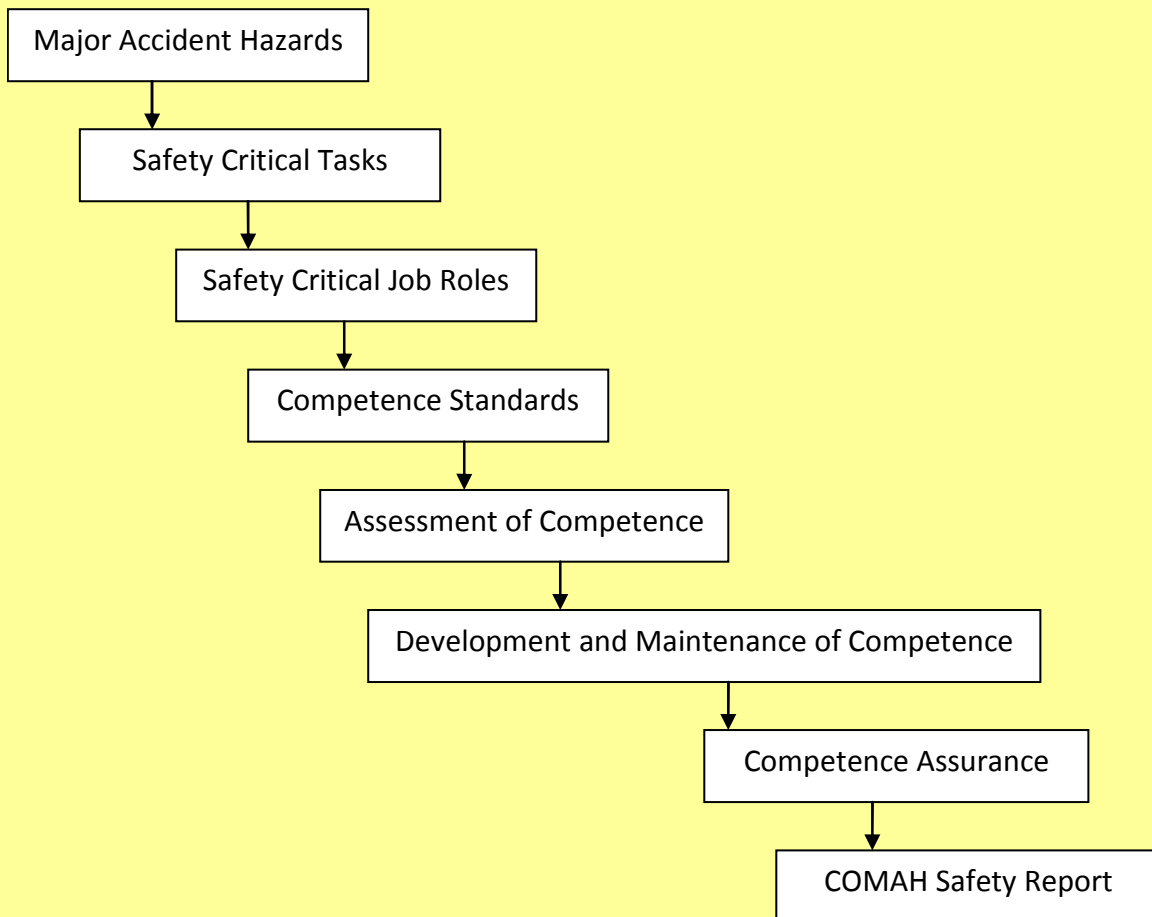 Major Accident Hazards
Safety Critical Tasks
Safety Critical Job Roles
Competence Standards
Assessment of Competence
Development and Maintenance of Competence
Competence Assurance
COMAH Safety Report